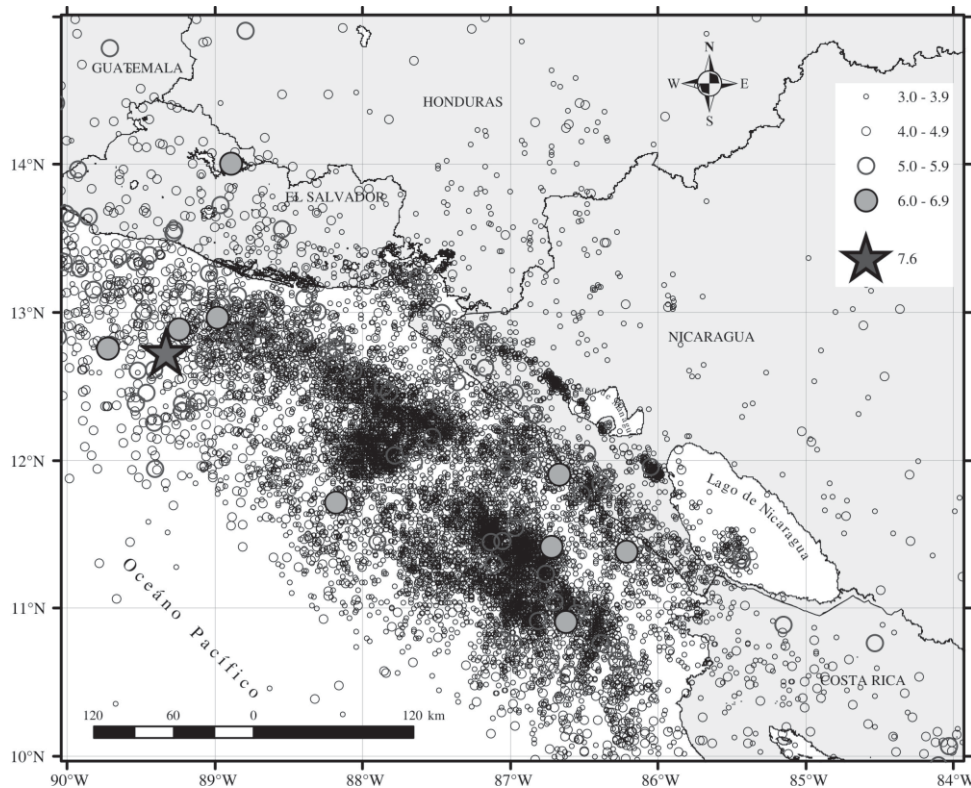 N
W E
S
GUATEMALA
HONDURAS
EL SALVADOR
NICARAGUA
COSTA RICA
Lago de Nicaragua
Oceáno Pacífico
3.0 - 3.9
4.0 - 4.9
5.0 - 5.9
6.0 - 6.9
7.6
14°N
13°N
12°N
11°N
10°N
120 60 0 120 km
90°W 89°W 88°W 87°W 86°W 85°W 84°W